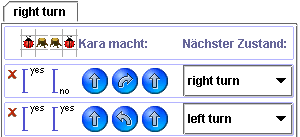 right turn
Kara macht: Nächster Zustand:
yes no right turn
yes yes left turn